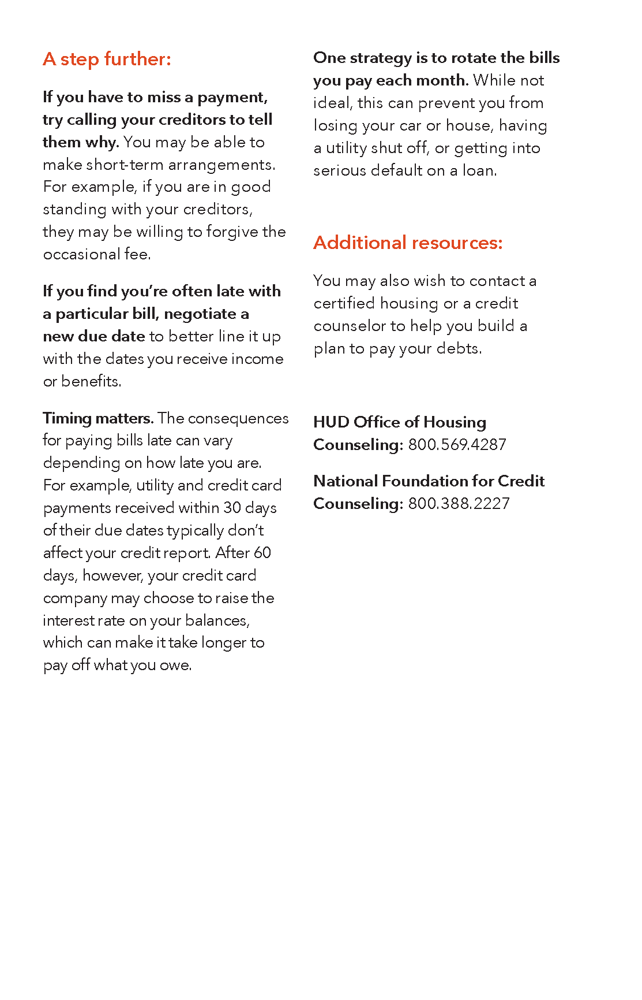 A step further:
If you have to miss a payment,
try calling your creditors to tell
them why. You may be able to
make short-term arrangements.
For example, if you are in good
standing with your creditors,
they may be willing to forgive the
occasional fee.
If you find you’re often late with
a particular bill, negotiate a
new due date to better line it up
with the dates you receive income
or benefits.
Timing matters. The consequences
for paying bills late can vary
depending on how late you are.
For example, utility and credit card
payments received within 30 days
of their due dates typically don’t
affect your credit report. After 60
days, however, your credit card
company may choose to raise the
interest rate on your balances,
which can make it take longer to
pay off what you owe.
One strategy is to rotate the bills
you pay each month. While not
ideal, this can prevent you from
losing your car or house, having
a utility shut off, or getting into
serious default on a loan.
Additional resources:
You may also wish to contact a
certified housing or a credit
counselor to help you build a
plan to pay your debts.
HUD Office of Housing
Counseling: 800.569.4287
National Foundation for Credit
Counseling: 800.388.2227